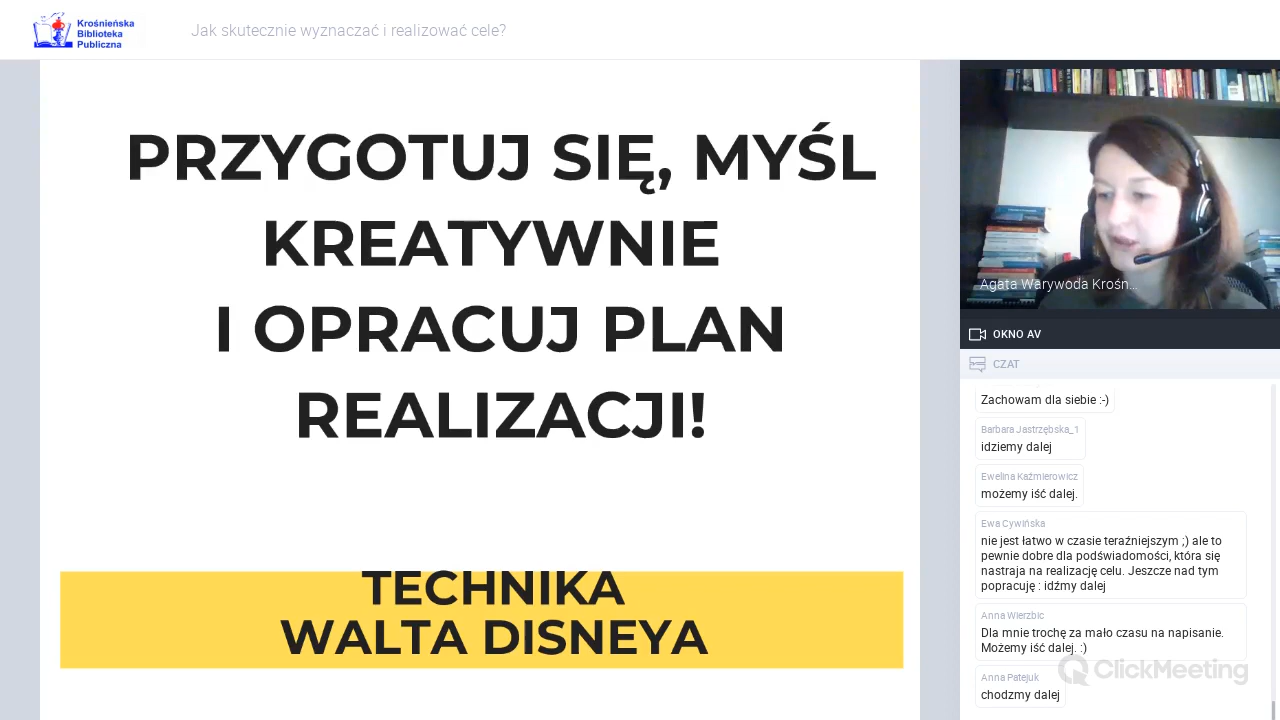 Krośnieńska
Biblioteka
Publiczna
Jak skutecznie wyznaczać i realizować cele?
PRZYGOTUJ SIĘ, MYŚL
KREATYWNIE
I OPRACUJ PLAN
REALIZACJI!
TECHNIKA
WALTA DISNEYA
Agata Warywoda Krośn...
OKNO AV
CZAT
Zachowam dla siebie :-)
Barbara Jastrzębska_1
idziemy dalej
Ewelina Kaźmierowicz
możemy iść dalej.
Ewa Cywińska
nie jest łatwo w czasie teraźniejszym ;) ale to
pewnie dobre dla podświadomości, która się
nastraja na realizację celu. Jeszcze nad tym
popracuję : idźmy dalej
Anna Wierzbic
Dla mnie trochę za mało czasu na napisanie.
Możemy iść dalej. :)
Anna Patejuk
chodzmy dalej
ClickMeeting